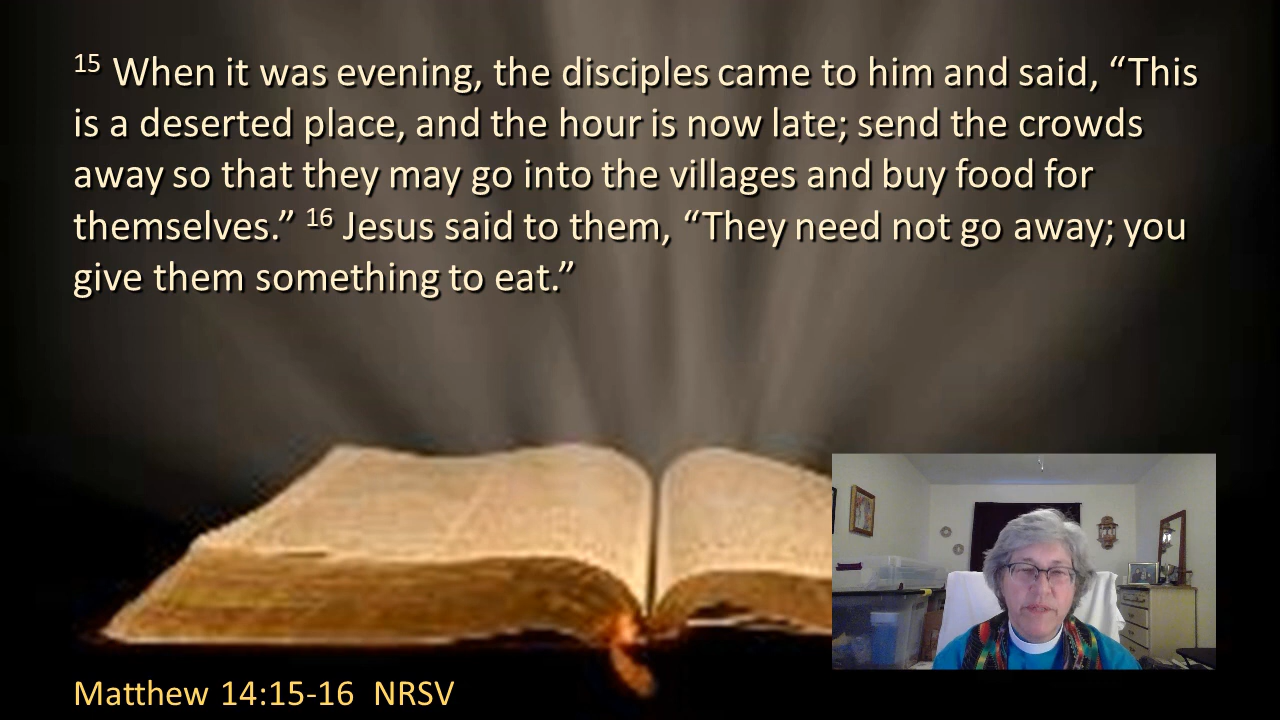 15 When it was evening, the disciples came to him and said, “This
is a deserted place, and the hour is now late; send the crowds
away so that they may go into the villages and buy food for
themselves.” 16 Jesus said to them, “They need not go away; you
give them something to eat.”
Matthew 14:15-16 NRSV